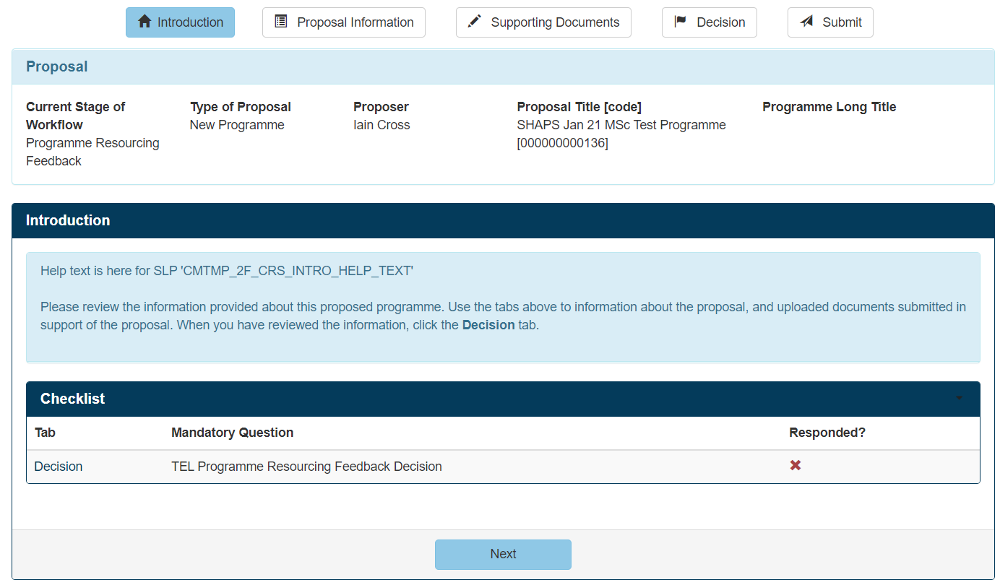 Introduction
Proposal Information
Supporting Documents
Decision
Submit
Proposal
Current Stage of
Workflow
Programme Resourcing
Feedback
Type of Proposal
New Programme
Proposer
Iain Cross
Proposal Title [code]
SHAPS Jan 21 MSc Test Programme
[000000000136]
Programme Long Title
Introduction
Help text is here for SLP 'CMTMP_2F_CRS_INTRO_HELP_TEXT'
Please review the information provided about this proposed programme. Use the tabs above to information about the proposal, and uploaded documents submitted in
support of the proposal. When you have reviewed the information, click the Decision tab.
Checklist
Tab Mandatory Question Responded?
Decision TEL Programme Resourcing Feedback Decision
Next